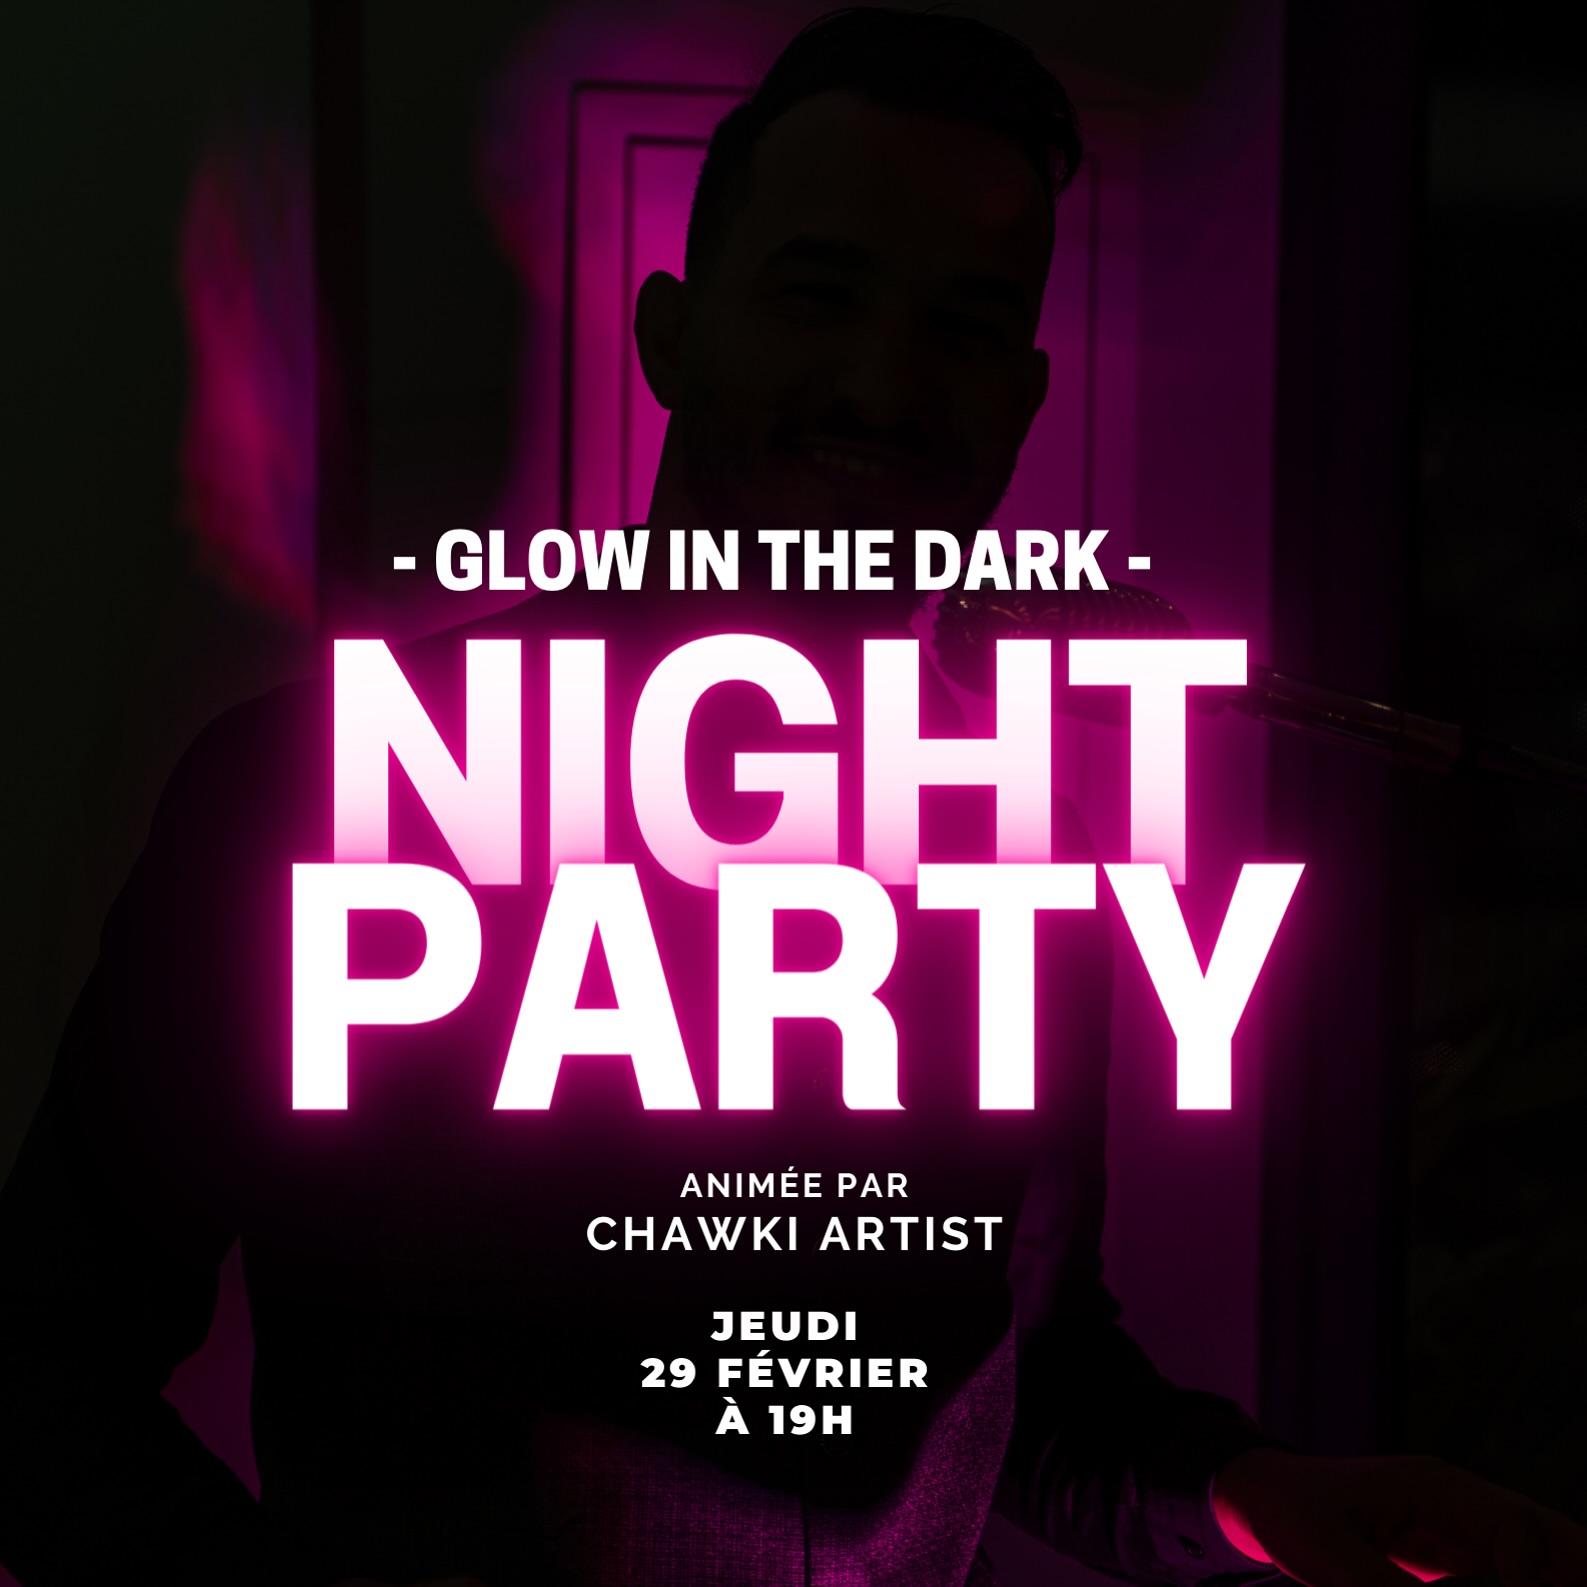 - GLOW IN THE DARK -
NIGHT
PARTY
ANIMÉE PAR
CHAWKI ARTIST
JEUDI
29 FÉVRIER
À 19H